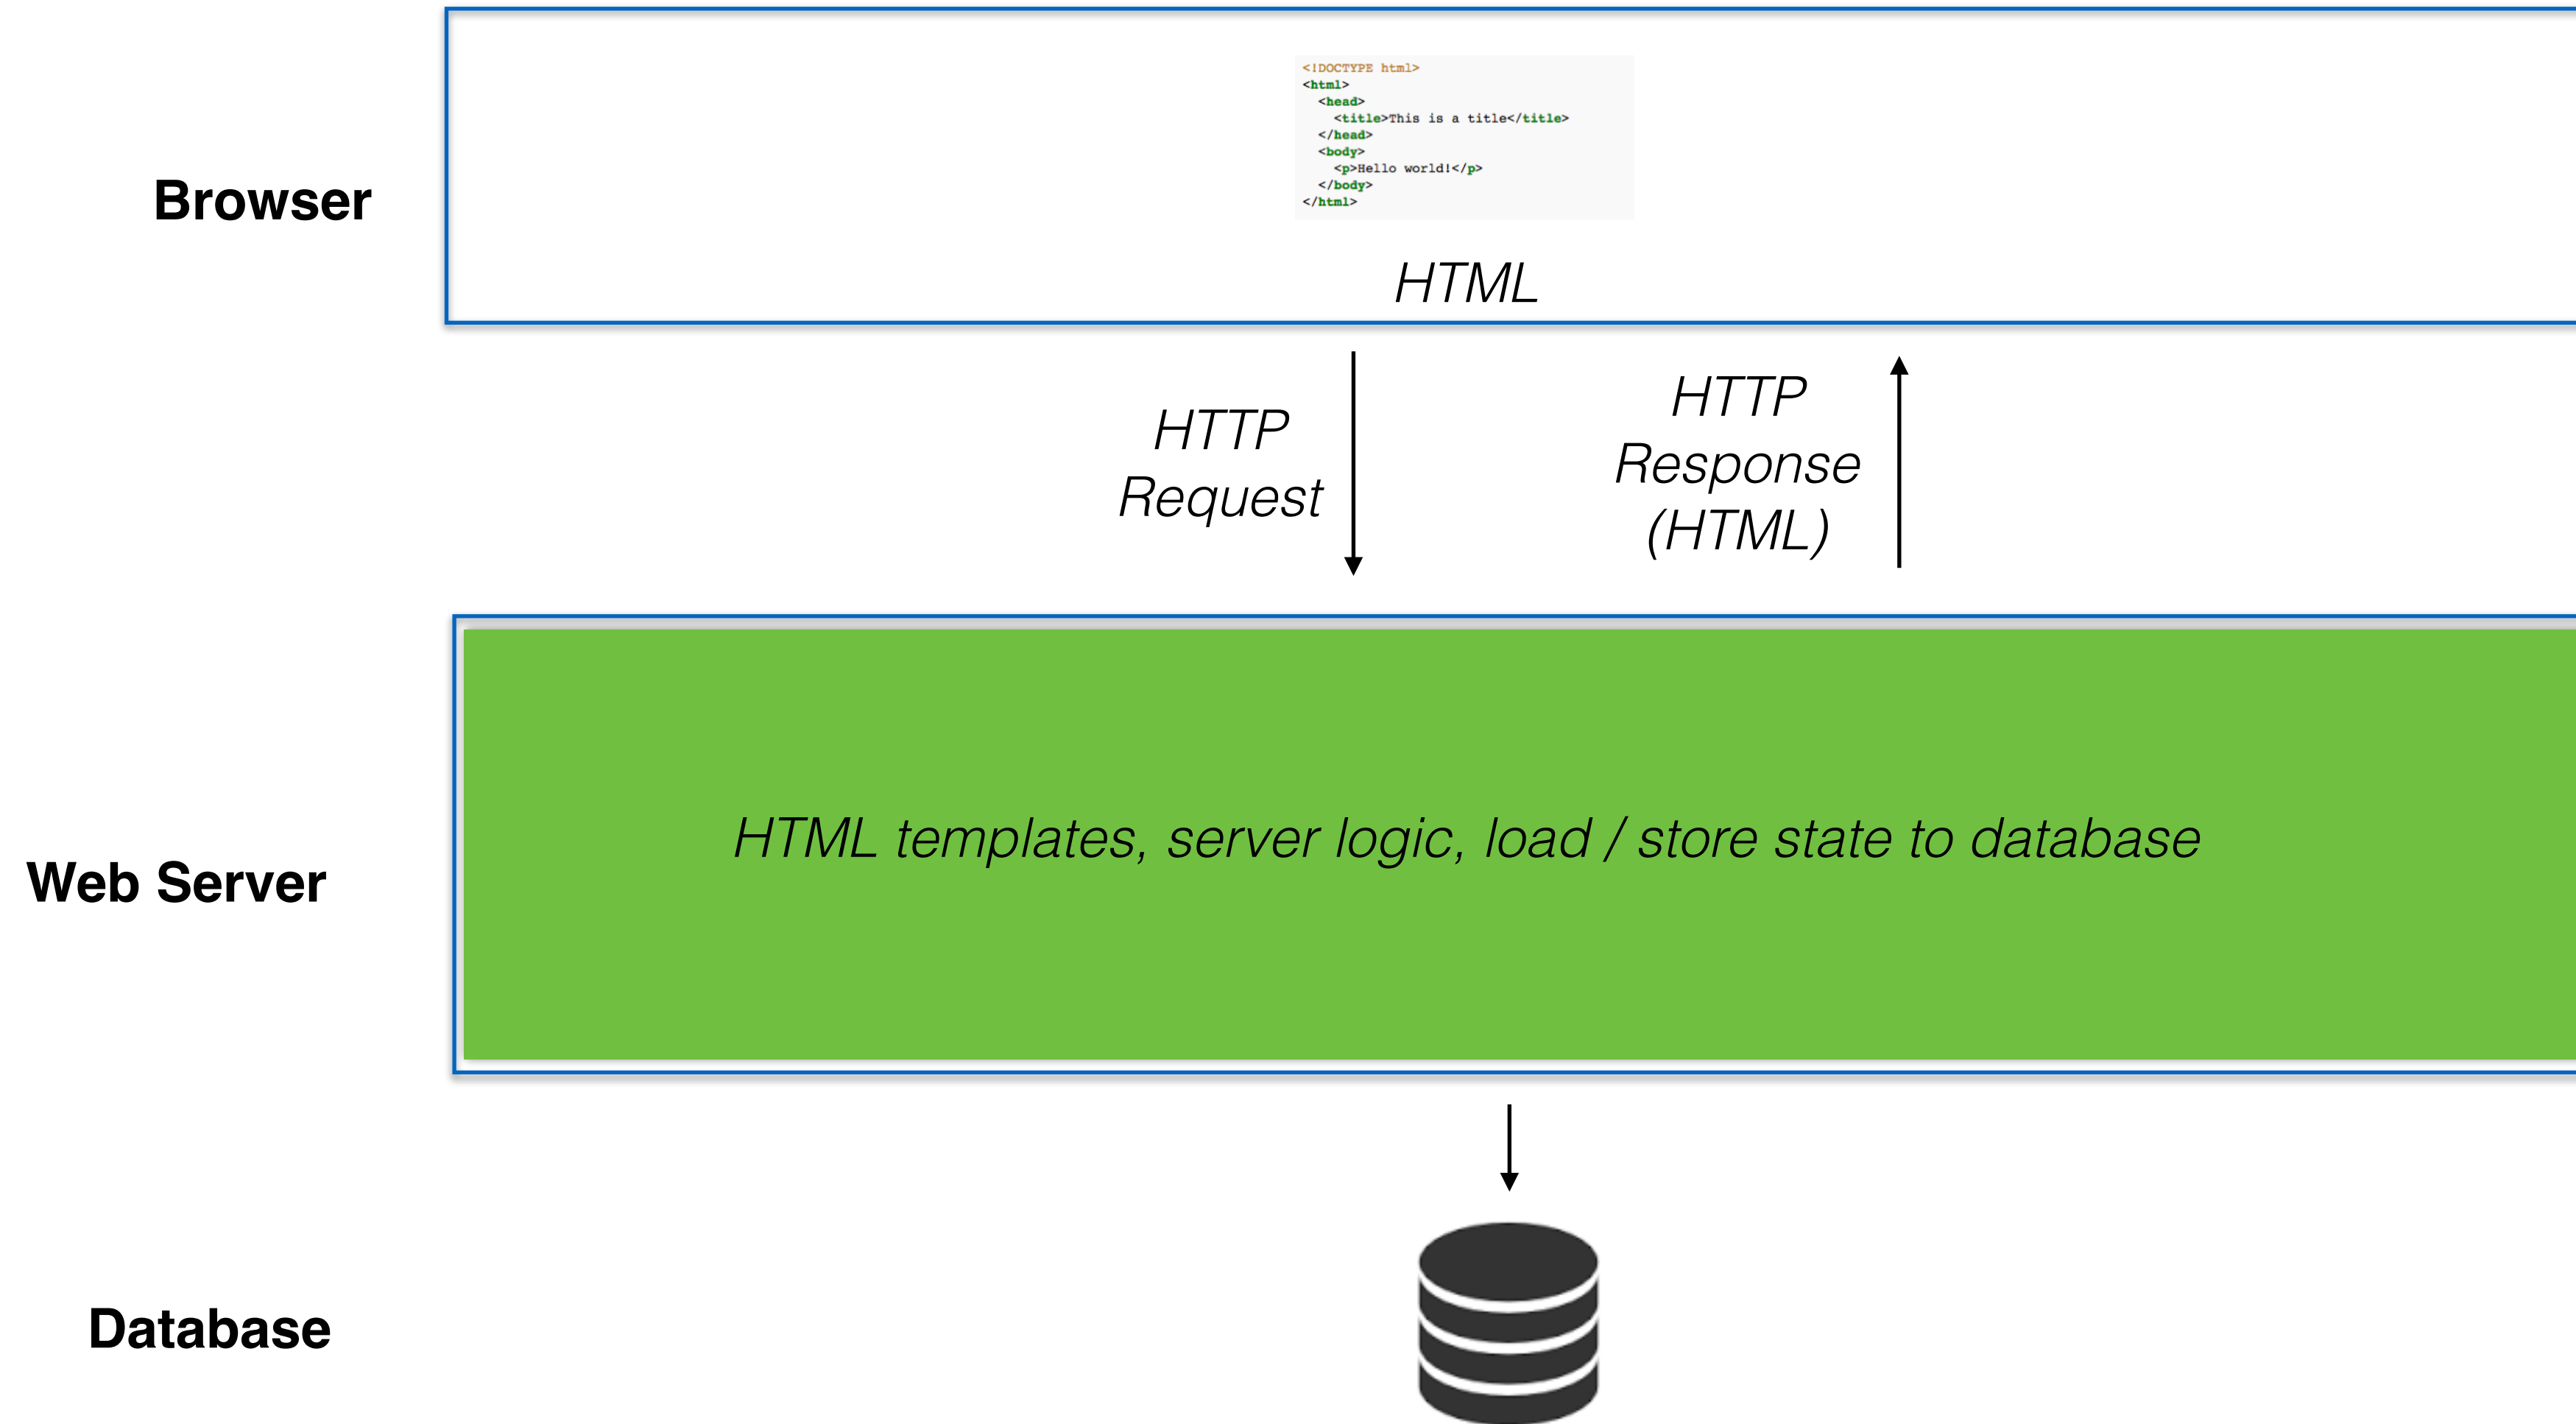 <!DOCTYPE html>
<html>
<head>
<title>This is a title</title>
</head>
<body>
<p>Hello world!</p>
</body>
</html>
Browser
HTML
HTTP
Request
HTTP
Response
(HTML)
HTML templates, server logic, load / store state to database
Web Server
Database